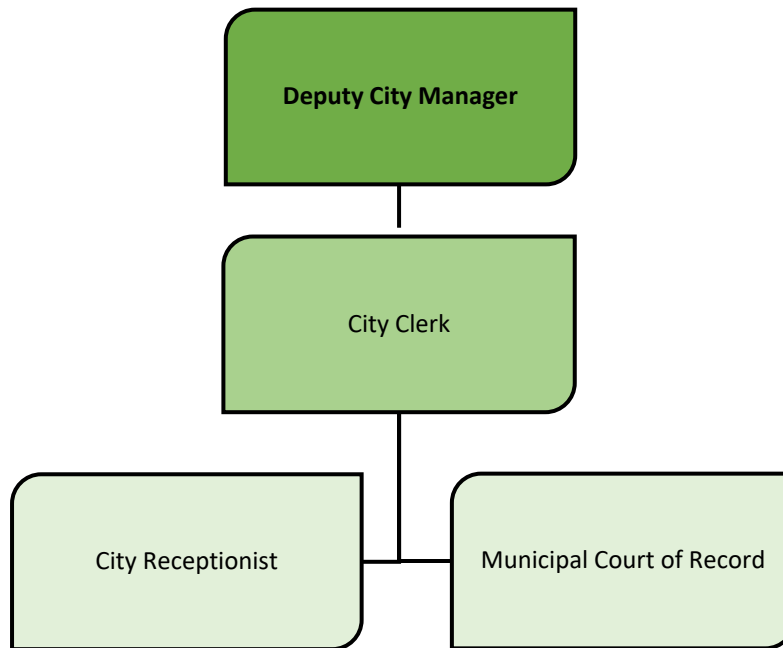 Deputy City Manager
City Clerk
City Receptionist
Municipal Court of Record